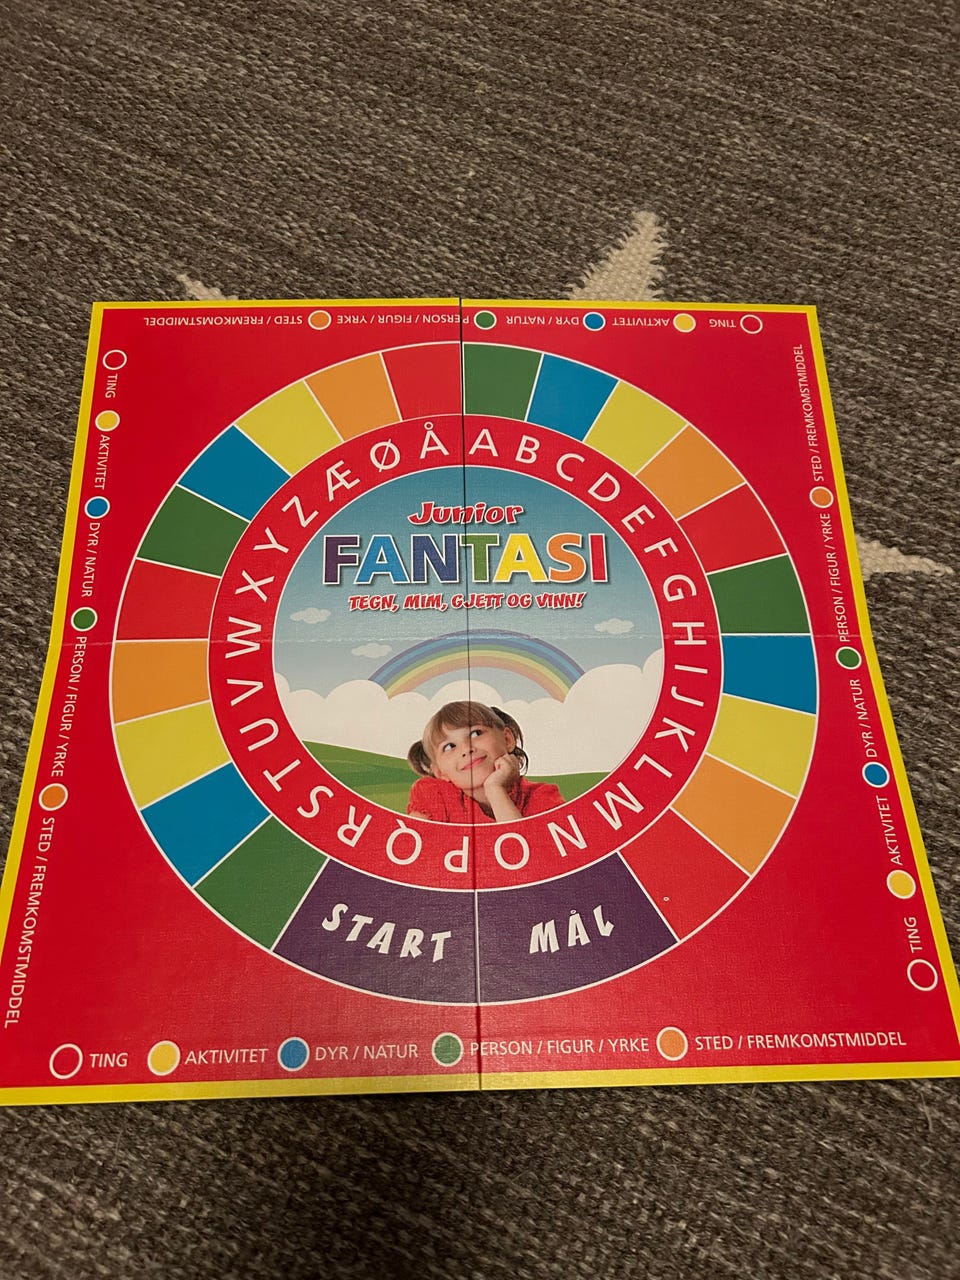 TING AKTIVITET DYR / NATUR PERSON / FIGUR / YRKE STED / FREMKOMSTMIDDEL
TING AKTIVITET DYR / NATUR PERSON / FIGUR / YRKE STED / FREMKOMSTMIDDEL
TING AKTIVITET DYR / NATUR PERSON / FIGUR / YRKE STED / FREMKOMSTMIDDEL
A B C D E F G H I J K L M N O P Q R S T U V W X Y Z Æ Ø Å
Junior
FANTASI
TEGN, MIM, GJETT OG VINN!
START MÅL
TING AKTIVITET DYR / NATUR PERSON / FIGUR / YRKE STED / FREMKOMSTMIDDEL